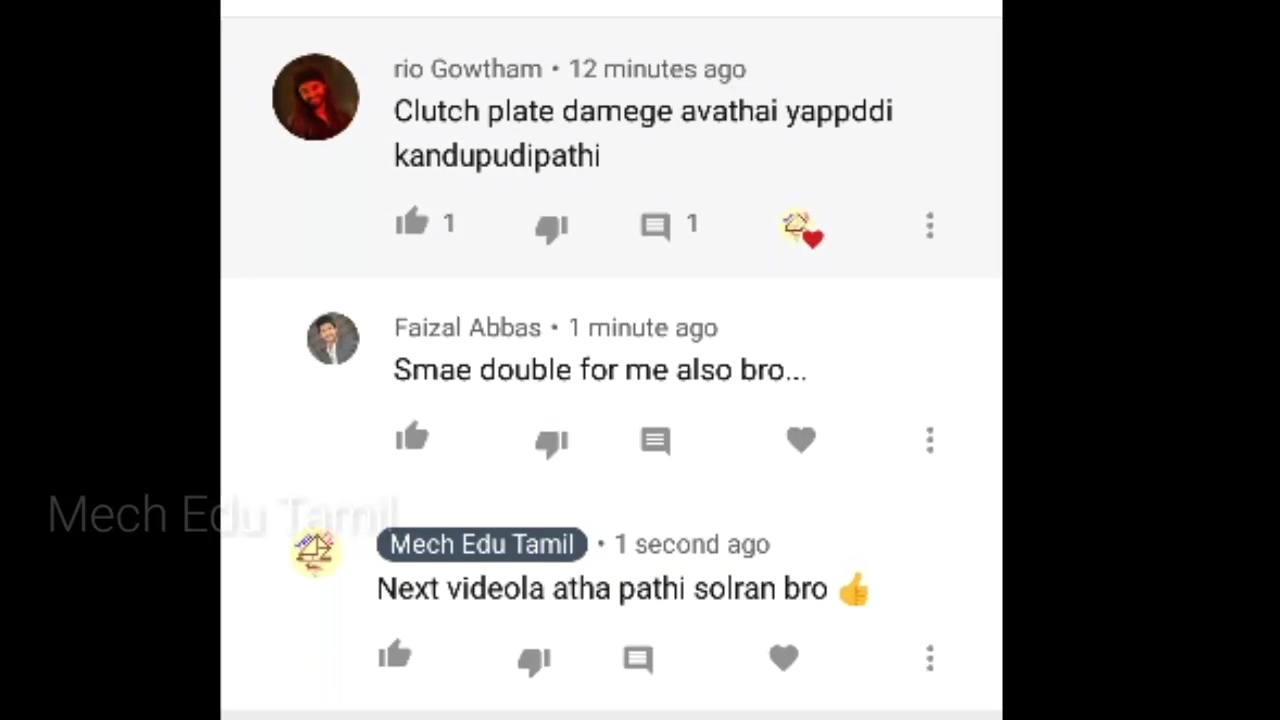 rio Gowtham • 12 minutes ago
Clutch plate damege avathai yappddi
kandupudipathi
1 1
Faizal Abbas • 1 minute ago
Smae double for me also bro...
Mech Edu Tamil
Mech Edu Tamil • 1 second ago
Next videola atha pathi solran bro 👍